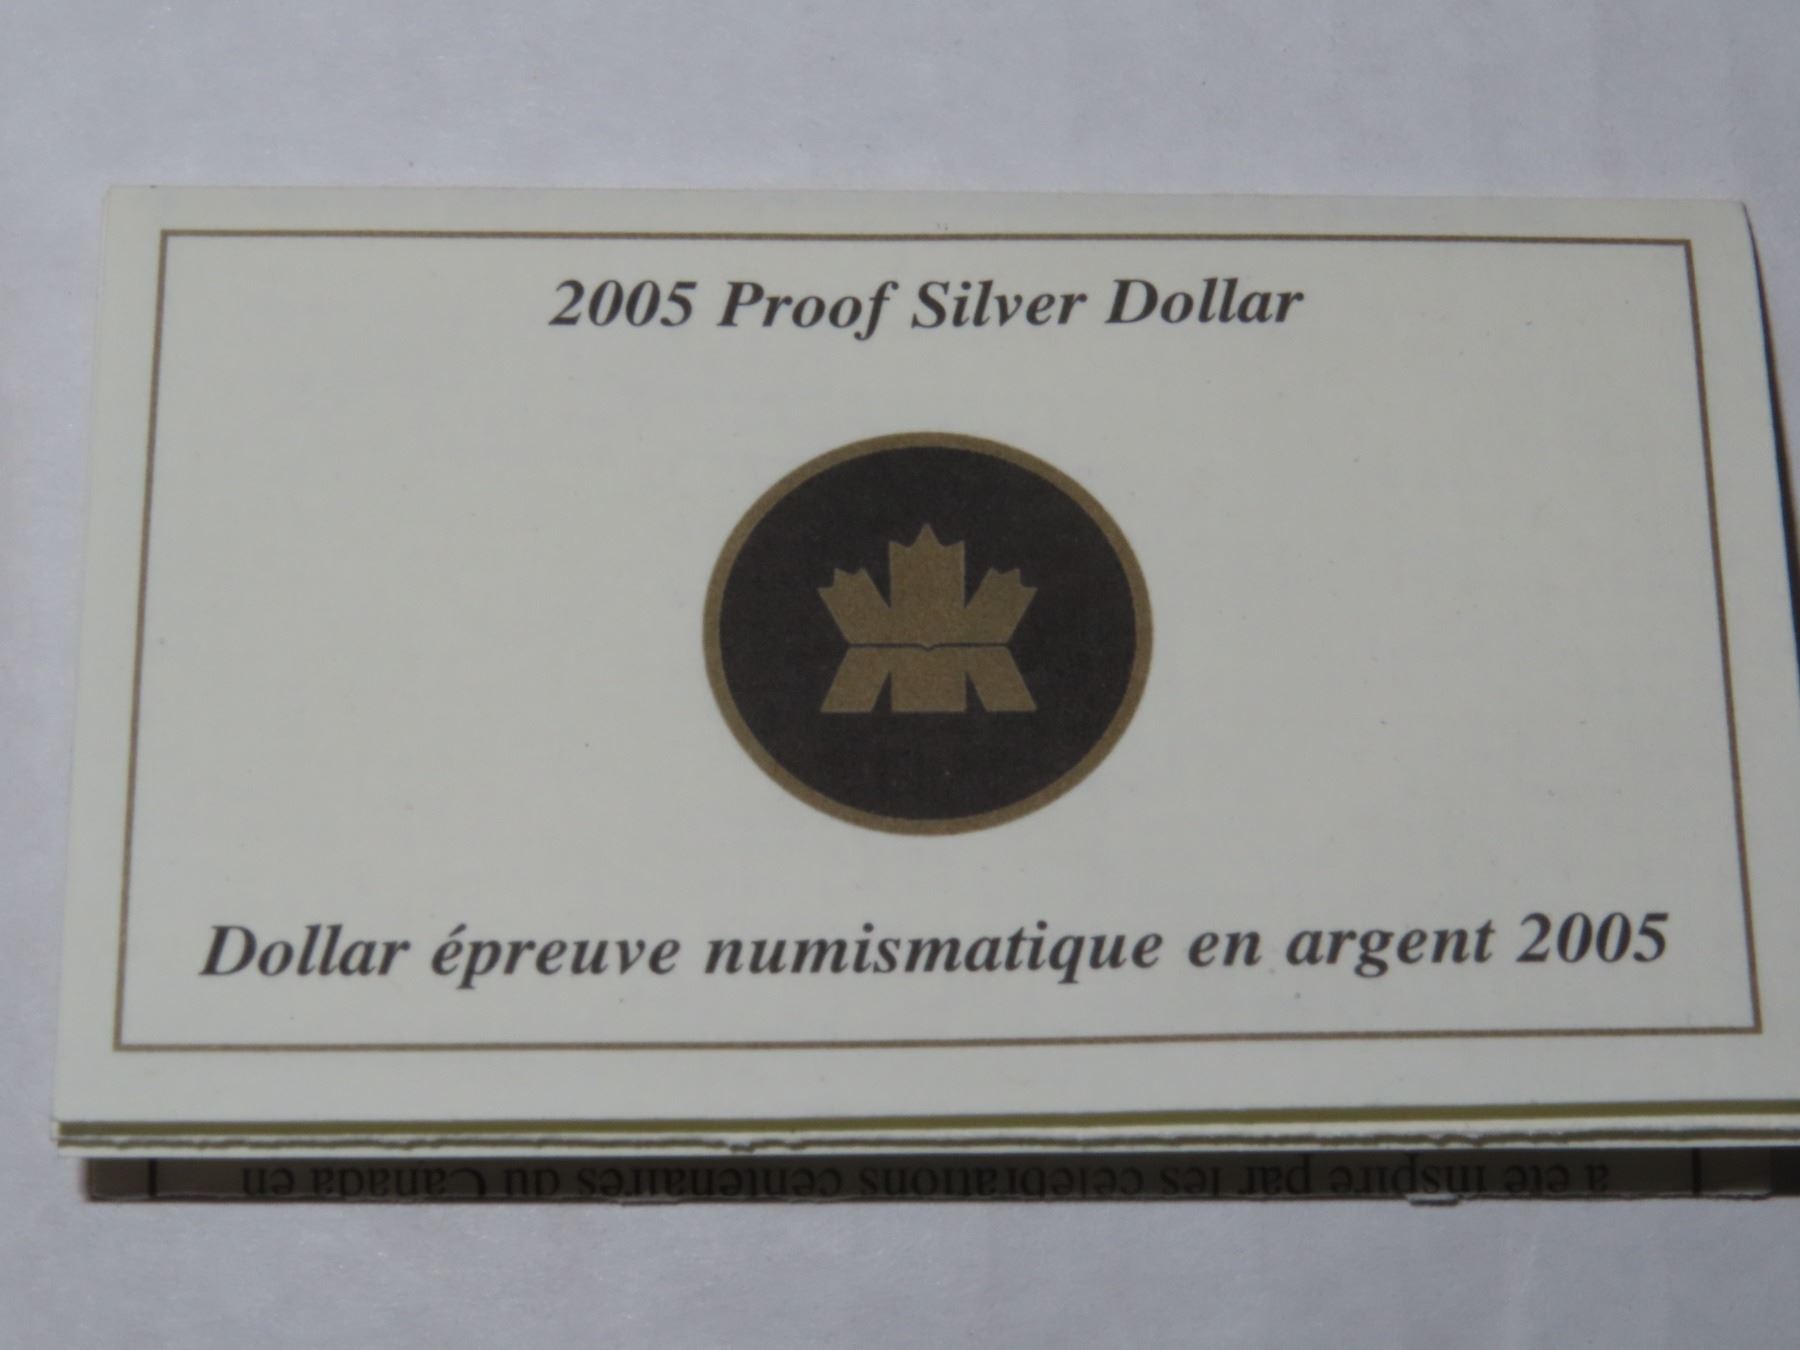 2005 Proof Silver Dollar
Dollar épreuve numismatique en argent 2005
a été inspiré par les célébrations centenaires du Canada en